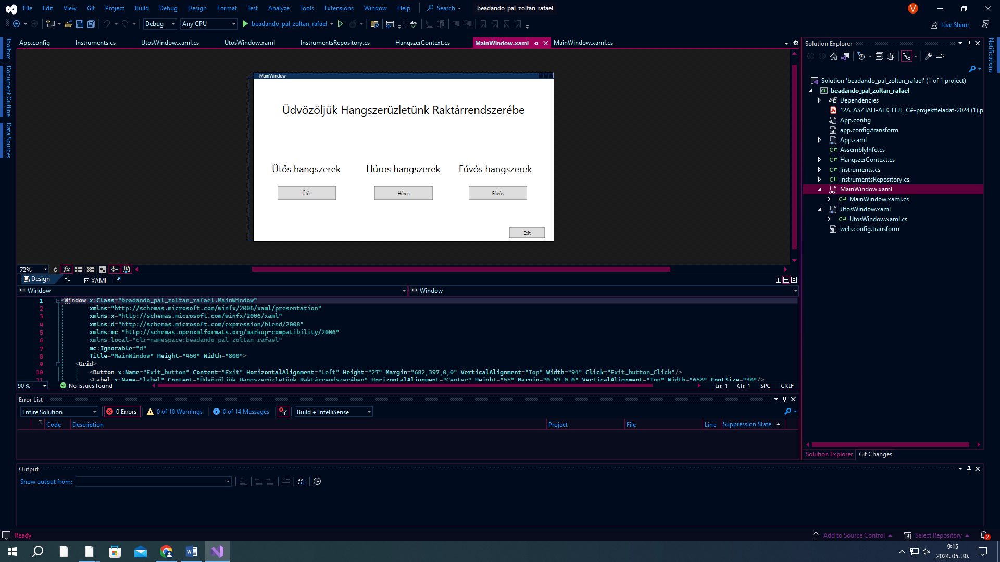 File Edit View Git Project Build Debug Design Format Test Analyze Tools Extensions Window Help Search beadando_pal_zoltan_rafael V
Debug Any CPU beadando_pal_zoltan_rafael Live Share
App.config Instruments.cs UtosWindow.xaml.cs UtosWindow.xaml InstrumentsRepository.cs HangszerContext.cs MainWindow.xaml MainWindow.xaml.cs
Toolbox
Document Outline
Data Sources
MainWindow
Üdvözöljük Hangszerüzletünk Raktárrendszerébe
Ütős hangszerek Húros hangszerek Fúvós hangszerek
Ütős Húros Fúvós
Exit
72%
Design XAML
Window Window
1 <Window x:Class="beadando_pal_zoltan_rafael.MainWindow"
2 xmlns="http://schemas.microsoft.com/winfx/2006/xaml/presentation"
3 xmlns:x="http://schemas.microsoft.com/winfx/2006/xaml"
4 xmlns:d="http://schemas.microsoft.com/expression/blend/2008"
5 xmlns:mc="http://schemas.openxmlformats.org/markup-compatibility/2006"
6 xmlns:local="clr-namespace:beadando_pal_zoltan_rafael"
7 mc:Ignorable="d"
8 Title="MainWindow" Height="450" Width="800">
9 <Grid>
10 <Button x:Name="Exit_button" Content="Exit" HorizontalAlignment="Left" Height="27" Margin="682,397,0,0" VerticalAlignment="Top" Width="94" Click="Exit_button_Click"/>
11 <Label x:Name="label" Content="Üdvözöljük Hangszerüzletünk Raktárrendszerében" HorizontalAlignment="Center" Height="55" Margin="0,57,0,0" VerticalAlignment="Top" Width="658" FontSize="30"/>
90 % No issues found Ln: 1 Ch: 1 SPC CRLF
Error List
Entire Solution 0 Errors 0 of 10 Warnings 0 of 14 Messages Build + IntelliSense
Code Description Project File Line Suppression State
Output
Show output from:
Solution Explorer
Solution 'beadando_pal_zoltan_rafael' (1 of 1 project)
beadando_pal_zoltan_rafael
Dependencies
12A_ASZTALI-ALK_FEJL_C#-projektfeladat-2024 (1).p
App.config
app.config.transform
App.xaml
AssemblyInfo.cs
C# HangszerContext.cs
C# Instruments.cs
C# InstrumentsRepository.cs
MainWindow.xaml
C# MainWindow.xaml.cs
UtosWindow.xaml
C# UtosWindow.xaml.cs
web.config.transform
Solution Explorer Git Changes
Notifications
Ready Add to Source Control Select Repository 2
9:15
2024. 05. 30.